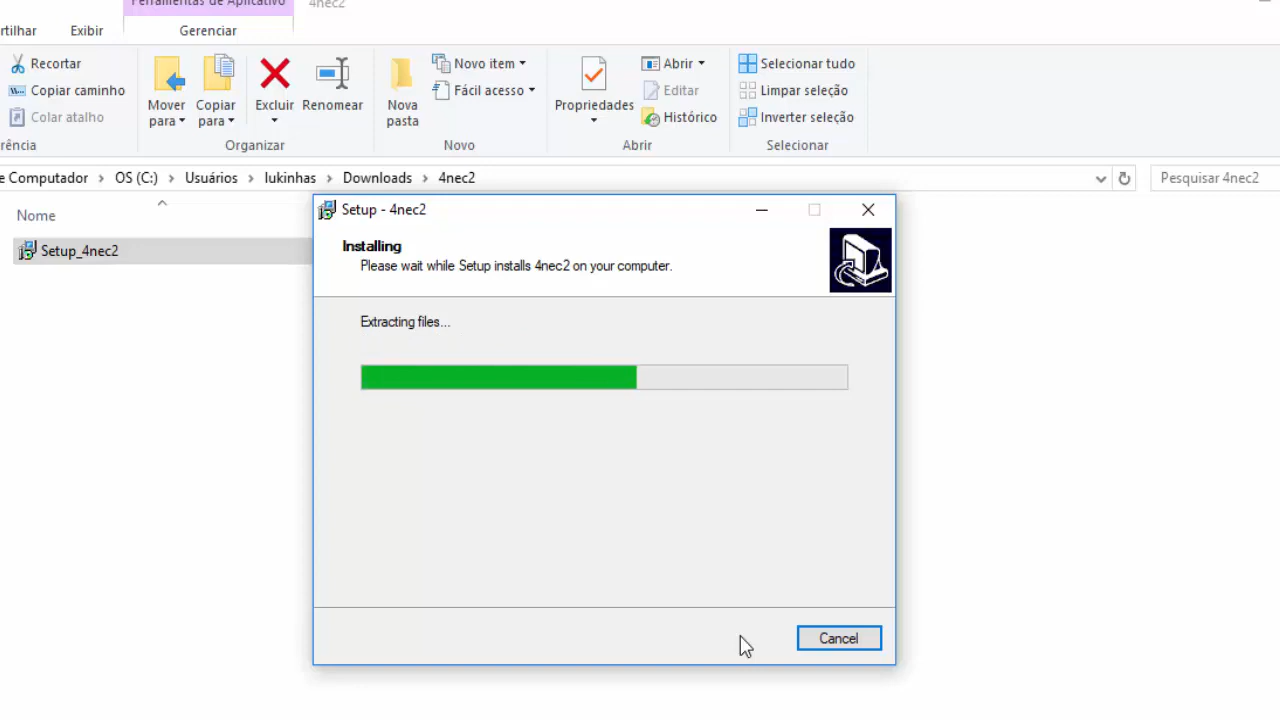 Ferramentas de Aplicativo
4nec2
rtilhar
Exibir
Gerenciar
Recortar
Copiar caminho
Colar atalho
rência
Mover para
Copiar para
Excluir
Renomear
Organizar
Nova pasta
Novo item
Fácil acesso
Novo
Propriedades
Abrir
Editar
Histórico
Abrir
Selecionar tudo
Limpar seleção
Inverter seleção
Selecionar
e Computador > OS (C:) > Usuários > lukinhas > Downloads > 4nec2
Pesquisar 4nec2
Nome
Setup_4nec2
Setup - 4nec2
Installing
Please wait while Setup installs 4nec2 on your computer.
Extracting files...
Cancel